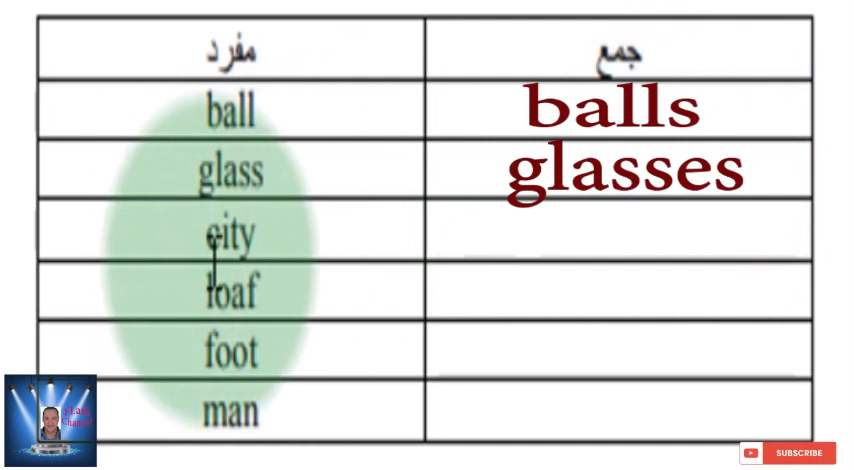 مفرد جمع
ball balls
glass glasses
city
loaf
foot
man
SUBSCRIBE